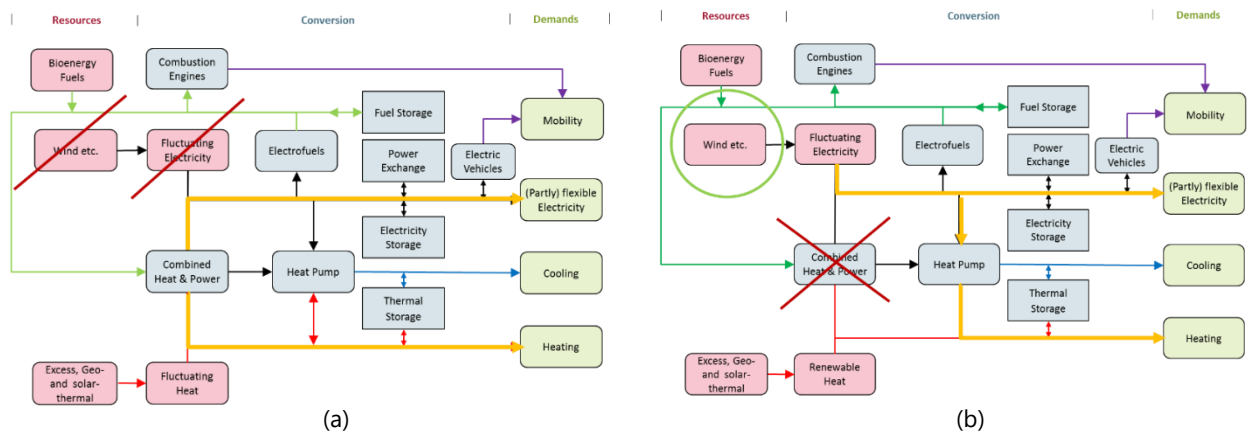 Resources
Conversion
Demands
Bioenergy
Fuels
Combustion
Engines
Fuel Storage
Mobility
Wind etc.
Fluctuating
Electricity
Electrofuels
Power
Exchange
Electric
Vehicles
(Partly) flexible
Electricity
Electricity
Storage
Combined
Heat & Power
Heat Pump
Cooling
Thermal
Storage
Heating
Excess, Geo-
and solar-
thermal
Fluctuating
Heat
(a)
Resources
Conversion
Demands
Bioenergy
Fuels
Combustion
Engines
Fuel Storage
Mobility
Wind etc.
Fluctuating
Electricity
Electrofuels
Power
Exchange
Electric
Vehicles
(Partly) flexible
Electricity
Electricity
Storage
Combined
Heat & Power
Heat Pump
Cooling
Thermal
Storage
Heating
Excess, Geo-
and solar-
thermal
Renewable
Heat
(b)